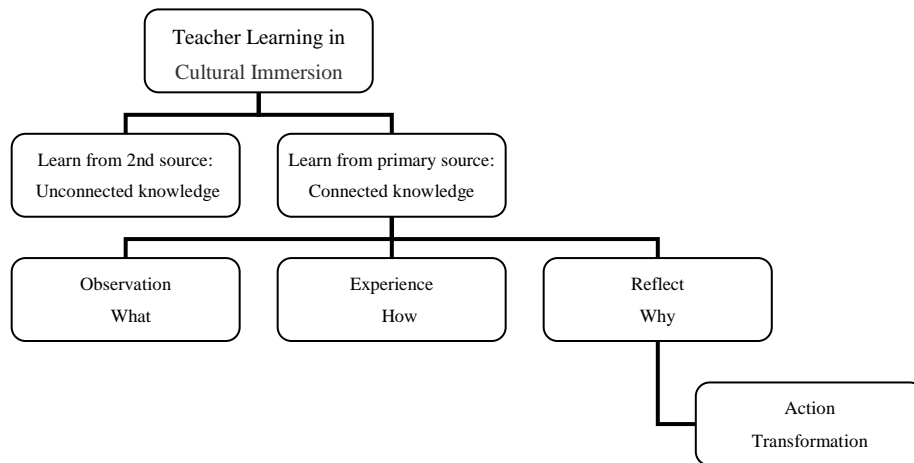 Teacher Learning in
Cultural Immersion
Learn from 2nd source:
Unconnected knowledge
Learn from primary source:
Connected knowledge
Observation
What
Experience
How
Reflect
Why
Action
Transformation